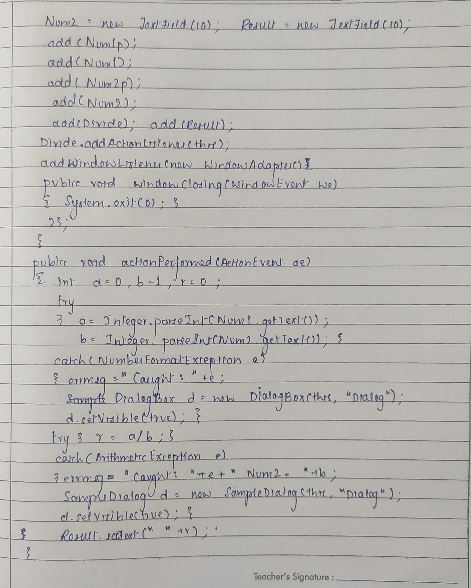 Num2 = new TextField(10); Result = new TextField(10);
add(Num1p);
add(Num1);
add(Num2p);
add(Num2);
add(Divide); add(Result);
Divide.addActionListener(this);
addWindowListener(new WindowAdapter() {
public void windowClosing(WindowEvent we)
{ System.exit(0); }
});
}
public void actionPerformed(ActionEvent ae)
{ int a=0, b=1, r=0 ;
try
{ a= Integer.parseInt(Num1.getText());
b= Integer.parseInt(Num2.getText()); }
catch(NumberFormatException e)
{ errmsg =" Caught : "+e;
DialogBox d = new DialogBox(this, "Dialog");
d.setVisible(true); }
try { r = a/b ; }
catch (Arithmetic Exception e)
{ errmsg = " Caught: "+e+" Num2= "+b ;
SampleDialog d = new SampleDialog(this, "Dialog");
d.setVisible(true); }
} Result.setText(" " +r);
}
Teacher's Signature :